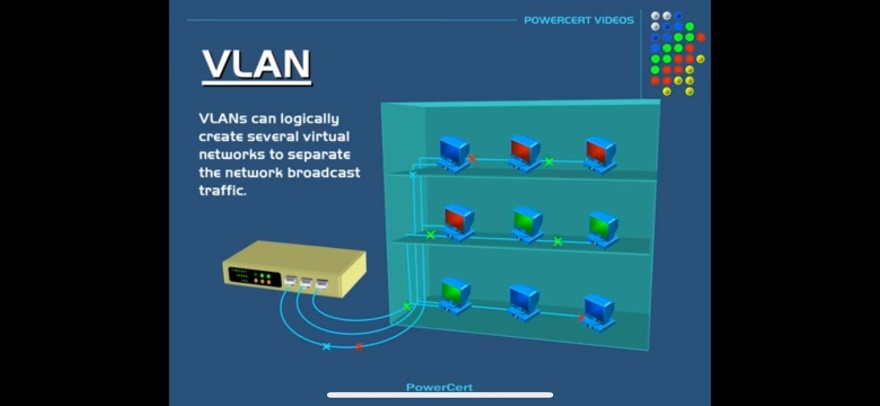 POWERCERT VIDEOS
VLAN
VLANs can logically
create several virtual
networks to separate
the network broadcast
traffic.
PowerCert